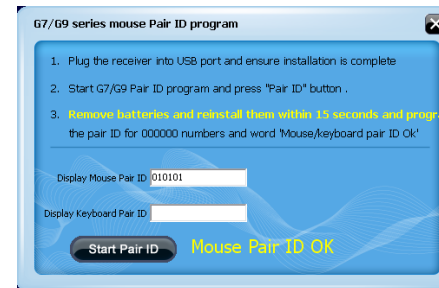 G7/G9 series mouse Pair ID program
1. Plug the receiver into USB port and ensure installation is complete
2. Start G7/G9 Pair ID program and press "Pair ID" button .
3. Remove batteries and reinstall them within 15 seconds and progr
the pair ID for 000000 numbers and word 'Mouse/keyboard pair ID Ok'
Display Mouse Pair ID 010101
Display Keyboard Pair ID
Start Pair ID Mouse Pair ID OK